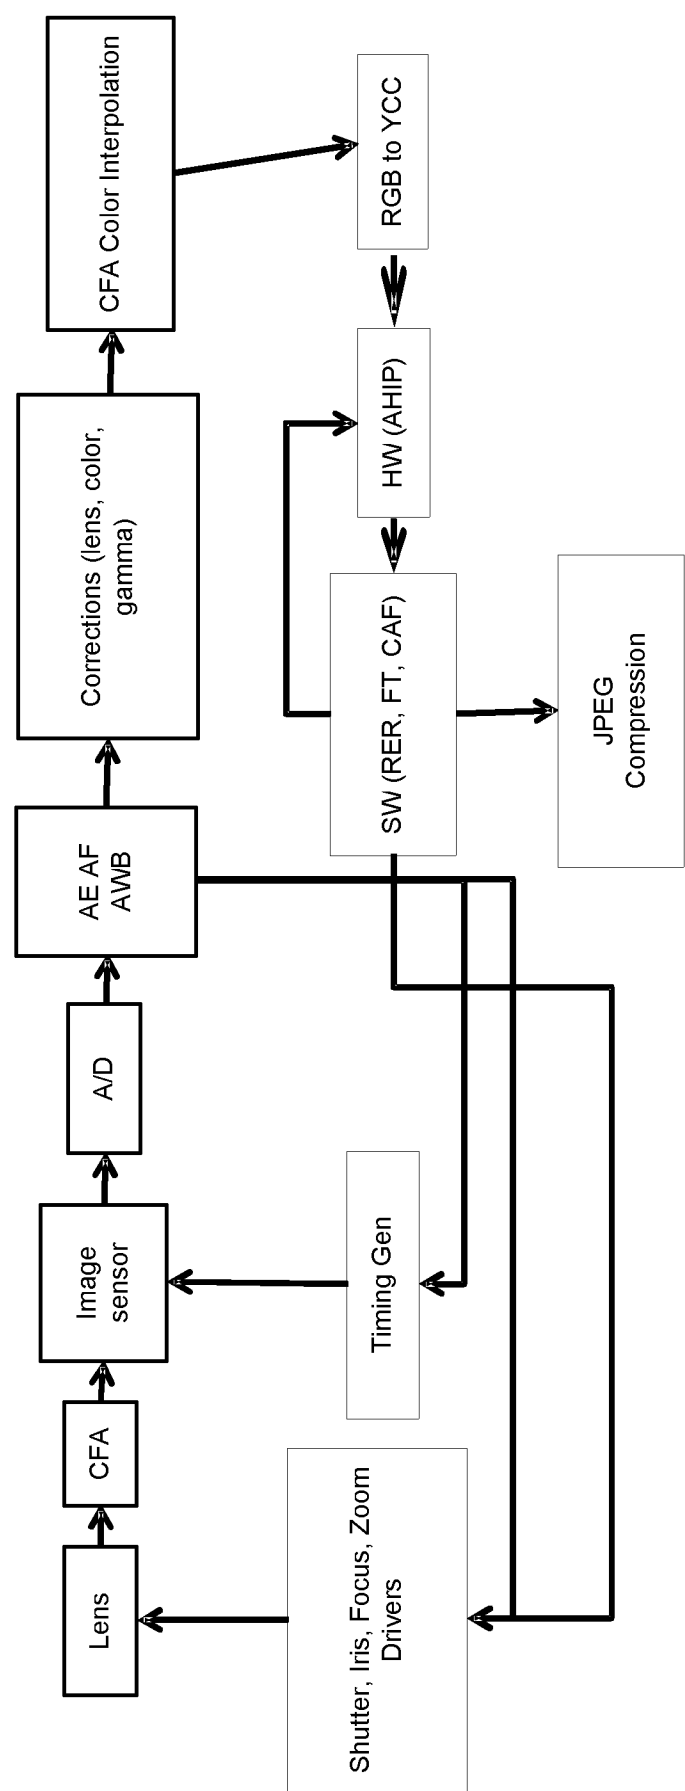 Lens
CFA
Image
sensor
A/D
AE AF
AWB
Corrections (lens, color,
gamma)
CFA Color Interpolation
Shutter, Iris, Focus, Zoom
Drivers
Timing Gen
SW (RER, FT, CAF)
HW (AHIP)
RGB to YCC
JPEG
Compression